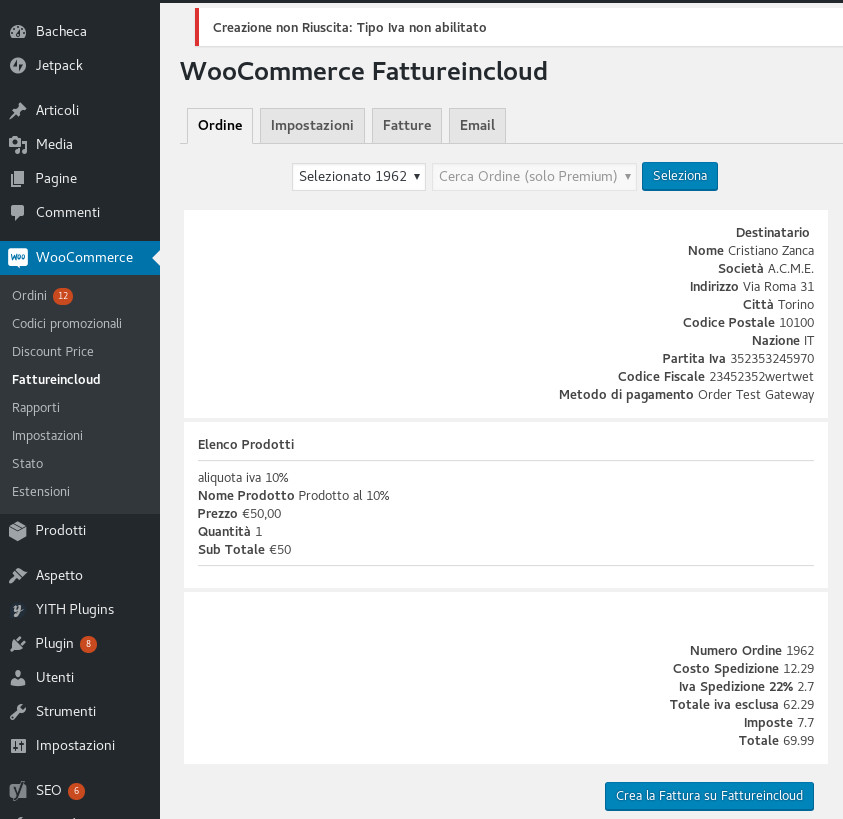 Bacheca
Jetpack
Articoli
Media
Pagine
Commenti
WOO WooCommerce
Ordini 12
Codici promozionali
Discount Price
Fattureincloud
Rapporti
Impostazioni
Stato
Estensioni
Prodotti
Aspetto
YITH Plugins
Plugin 8
Utenti
Strumenti
Impostazioni
SEO 6
Creazione non Riuscita: Tipo Iva non abilitato
WooCommerce Fattureincloud
Ordine Impostazioni Fatture Email
Selezionato 1962 Cerca Ordine (solo Premium) Seleziona
Destinatario
Nome Cristiano Zanca
Società A.C.M.E.
Indirizzo Via Roma 31
Città Torino
Codice Postale 10100
Nazione IT
Partita Iva 352353245970
Codice Fiscale 23452352wertwet
Metodo di pagamento Order Test Gateway
Elenco Prodotti
aliquota iva 10%
Nome Prodotto Prodotto al 10%
Prezzo €50,00
Quantità 1
Sub Totale €50
Numero Ordine 1962
Costo Spedizione 12.29
Iva Spedizione 22% 2.7
Totale iva esclusa 62.29
Imposte 7.7
Totale 69.99
Crea la Fattura su Fattureincloud